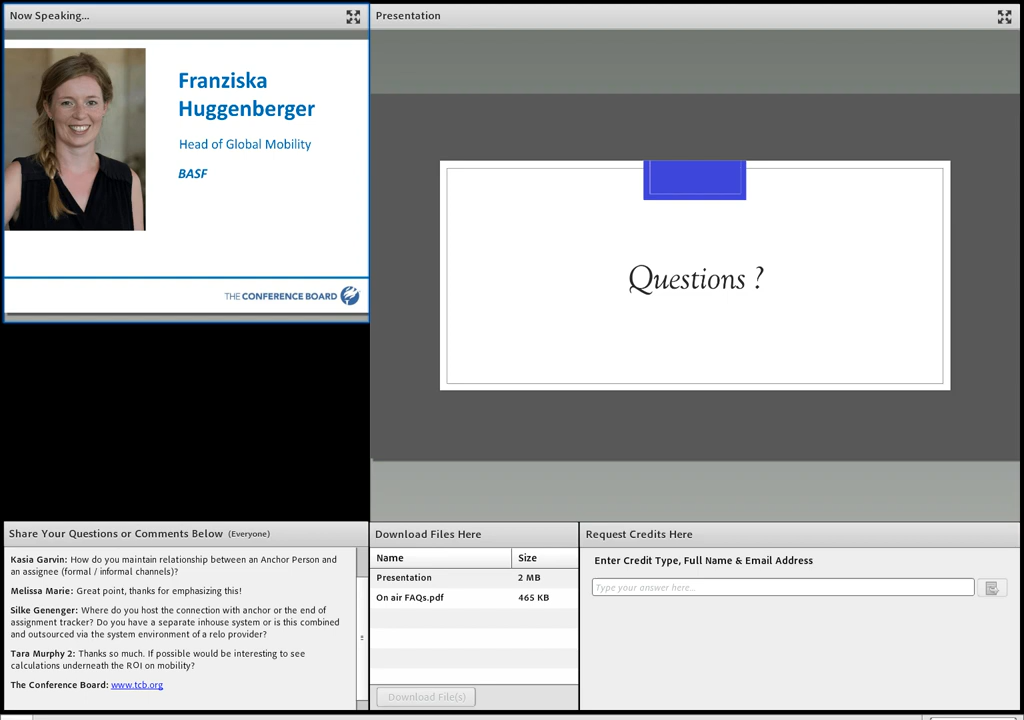 Now Speaking...
Franziska
Huggenberger
Head of Global Mobility
BASF
THE CONFERENCE BOARD
Presentation
Questions ?
Share Your Questions or Comments Below (Everyone)
Kasia Garvin: How do you maintain relationship between an Anchor Person and
an assignee (formal / informal channels)?
Melissa Marie: Great point, thanks for emphasizing this!
Silke Genenger: Where do you host the connection with anchor or the end of
assignment tracker? Do you have a separate inhouse system or is this combined
and outsourced via the system environment of a relo provider?
Tara Murphy 2: Thanks so much. If possible would be interesting to see
calculations underneath the ROI on mobility?
The Conference Board: www.tcb.org
Download Files Here
Name Size
Presentation 2 MB
On air FAQs.pdf 465 KB
Download File(s)
Request Credits Here
Enter Credit Type, Full Name & Email Address
Type your answer here...